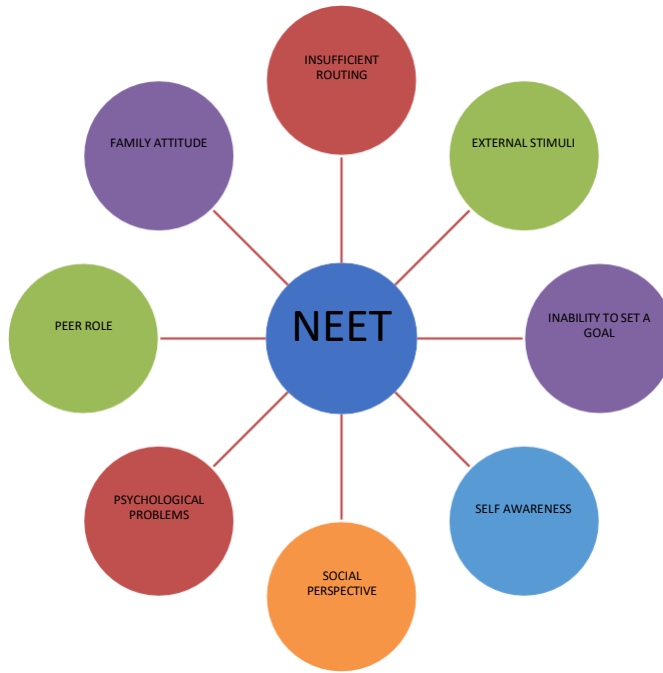 INSUFFICIENT
ROUTING
EXTERNAL STIMULI
INABILITY TO SET A
GOAL
SELF AWARENESS
SOCIAL
PERSPECTIVE
PSYCHOLOGICAL
PROBLEMS
PEER ROLE
FAMILY ATTITUDE
NEET